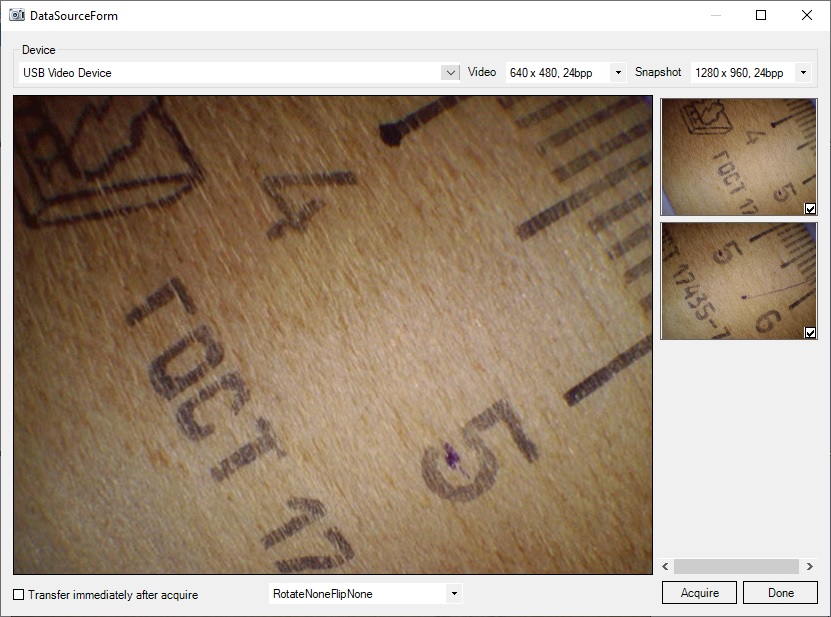 DataSourceForm
Device
USB Video Device
Video
640 x 480, 24bpp
Snapshot
1280 x 960, 24bpp
4
ГОСТ 17
5
4
ГОСТ 17
5
5
СТ 17435-7
6
Transfer immediately after acquire
RotateNoneFlipNone
Acquire
Done